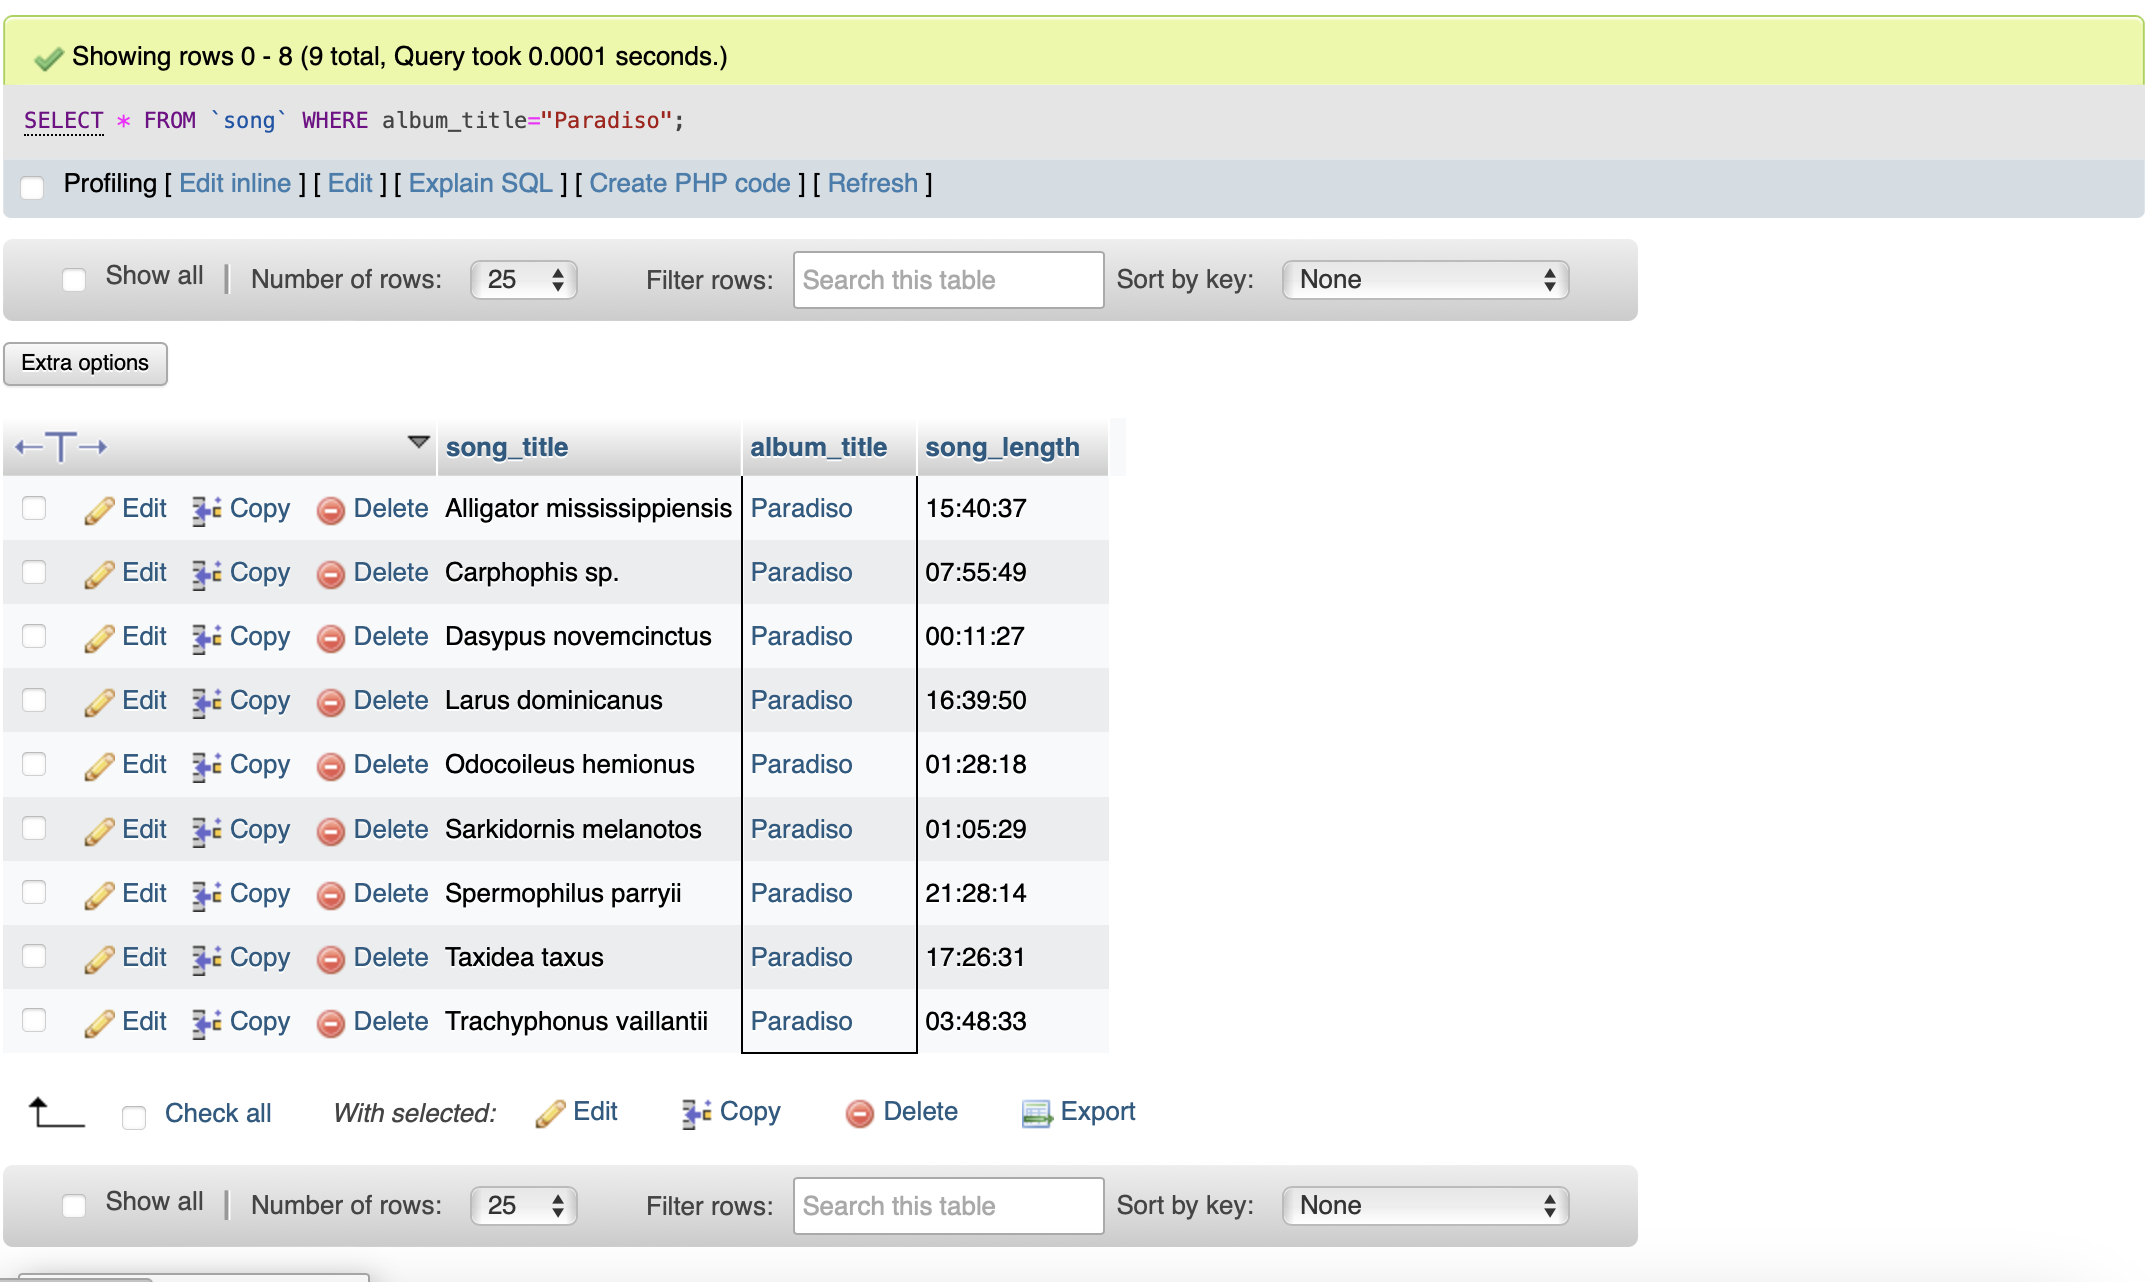 Showing rows 0 - 8 (9 total, Query took 0.0001 seconds.)
SELECT * FROM `song` WHERE album_title="Paradiso";
Profiling [ Edit inline ] [ Edit ] [ Explain SQL ] [ Create PHP code ] [ Refresh ]
Show all | Number of rows: 25 Filter rows: Search this table Sort by key: None
Extra options
←T→ song_title album_title song_length
Edit Copy Delete Alligator mississippiensis Paradiso 15:40:37
Edit Copy Delete Carphophis sp. Paradiso 07:55:49
Edit Copy Delete Dasypus novemcinctus Paradiso 00:11:27
Edit Copy Delete Larus dominicanus Paradiso 16:39:50
Edit Copy Delete Odocoileus hemionus Paradiso 01:28:18
Edit Copy Delete Sarkidornis melanotos Paradiso 01:05:29
Edit Copy Delete Spermophilus parryii Paradiso 21:28:14
Edit Copy Delete Taxidea taxus Paradiso 17:26:31
Edit Copy Delete Trachyphonus vaillantii Paradiso 03:48:33
Check all With selected: Edit Copy Delete Export
Show all | Number of rows: 25 Filter rows: Search this table Sort by key: None